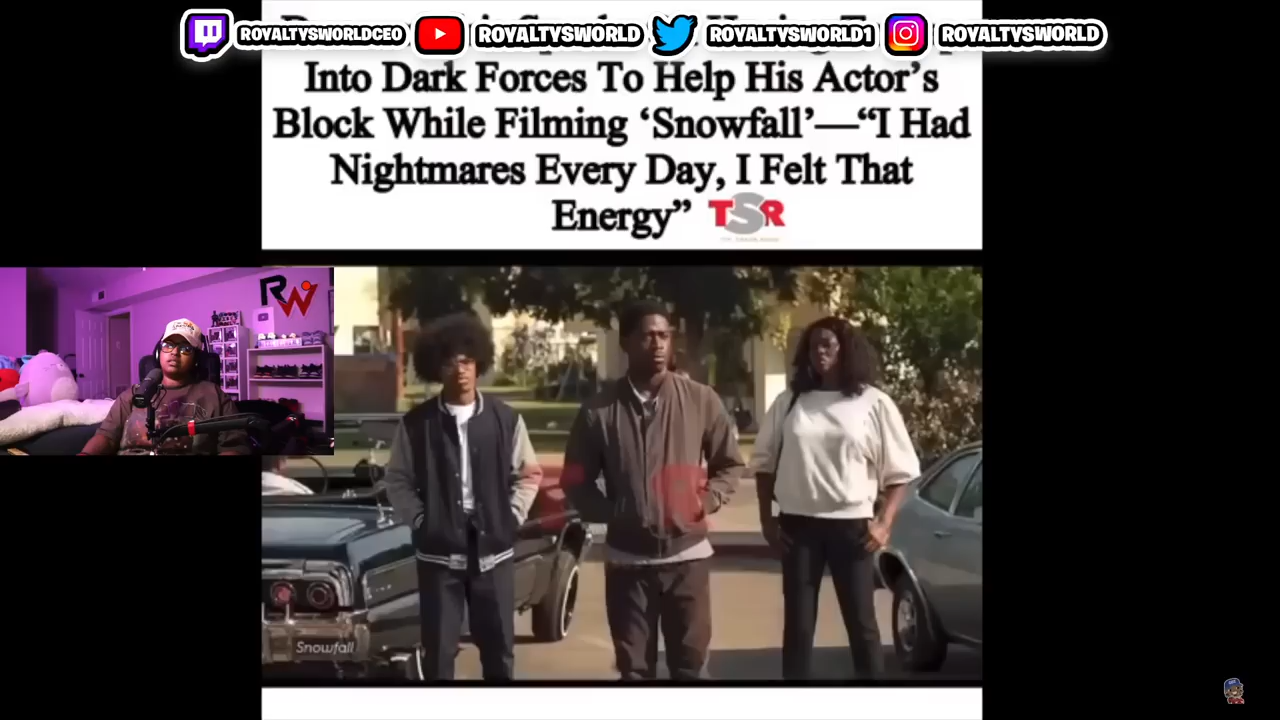 ROYALTYSWORLDCEO ROYALTYSWORLD ROYALTYSWORLD1 ROYALTYSWORLD
Into Dark Forces To Help His Actor’s
Block While Filming ‘Snowfall’—“I Had
Nightmares Every Day, I Felt That
Energy” TSR
RW
Snowfall